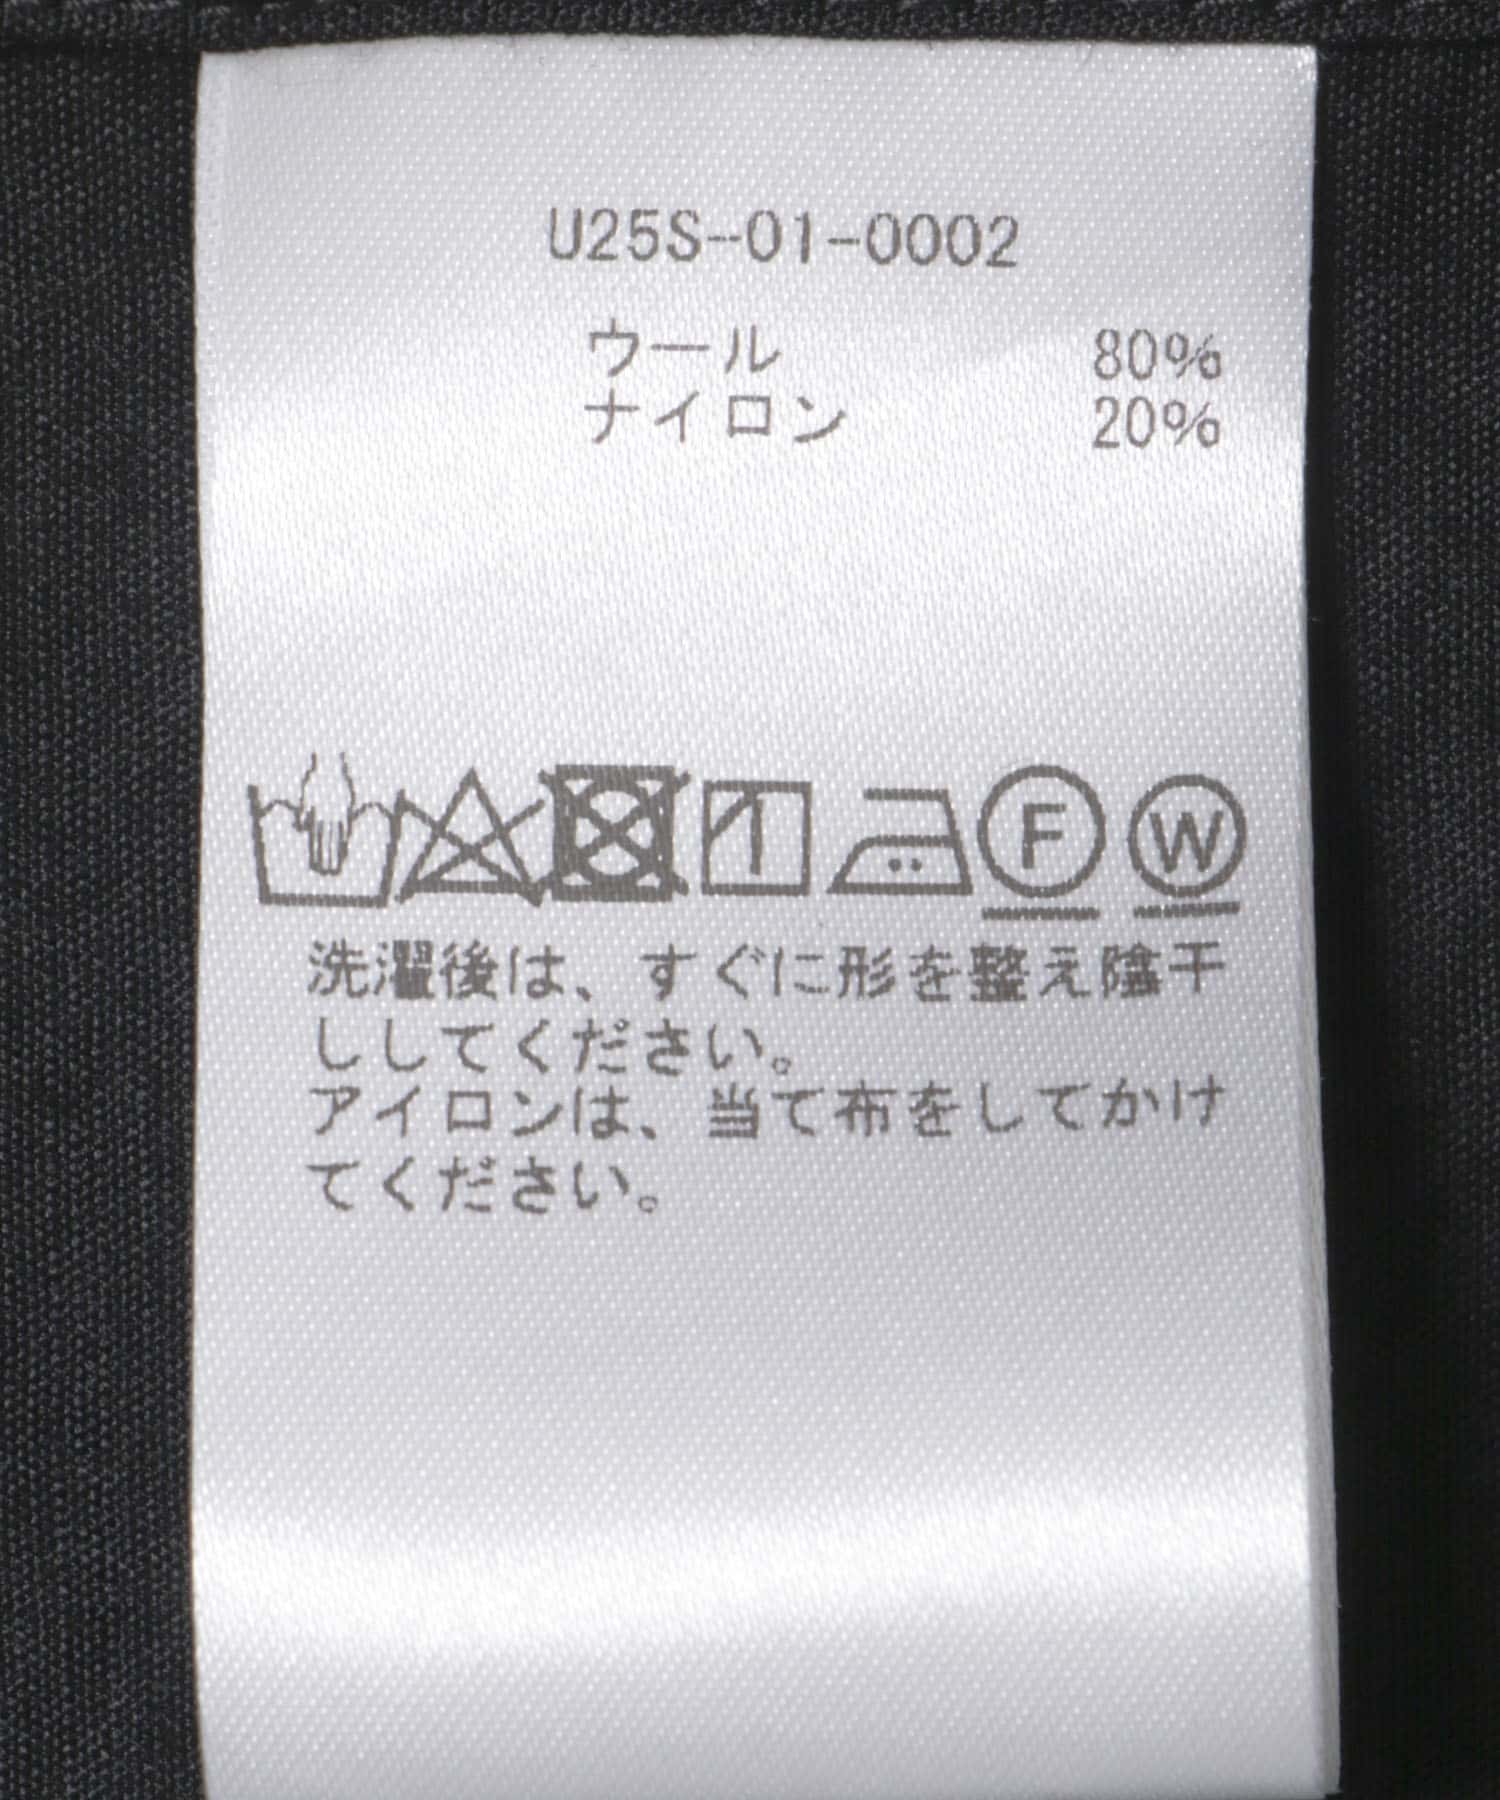 U25S-01-0002
ウール 80%
ナイロン 20%
F W
洗濯後は、すぐに形を整え陰干
ししてください。
アイロンは、当て布をしてかけ
てください。